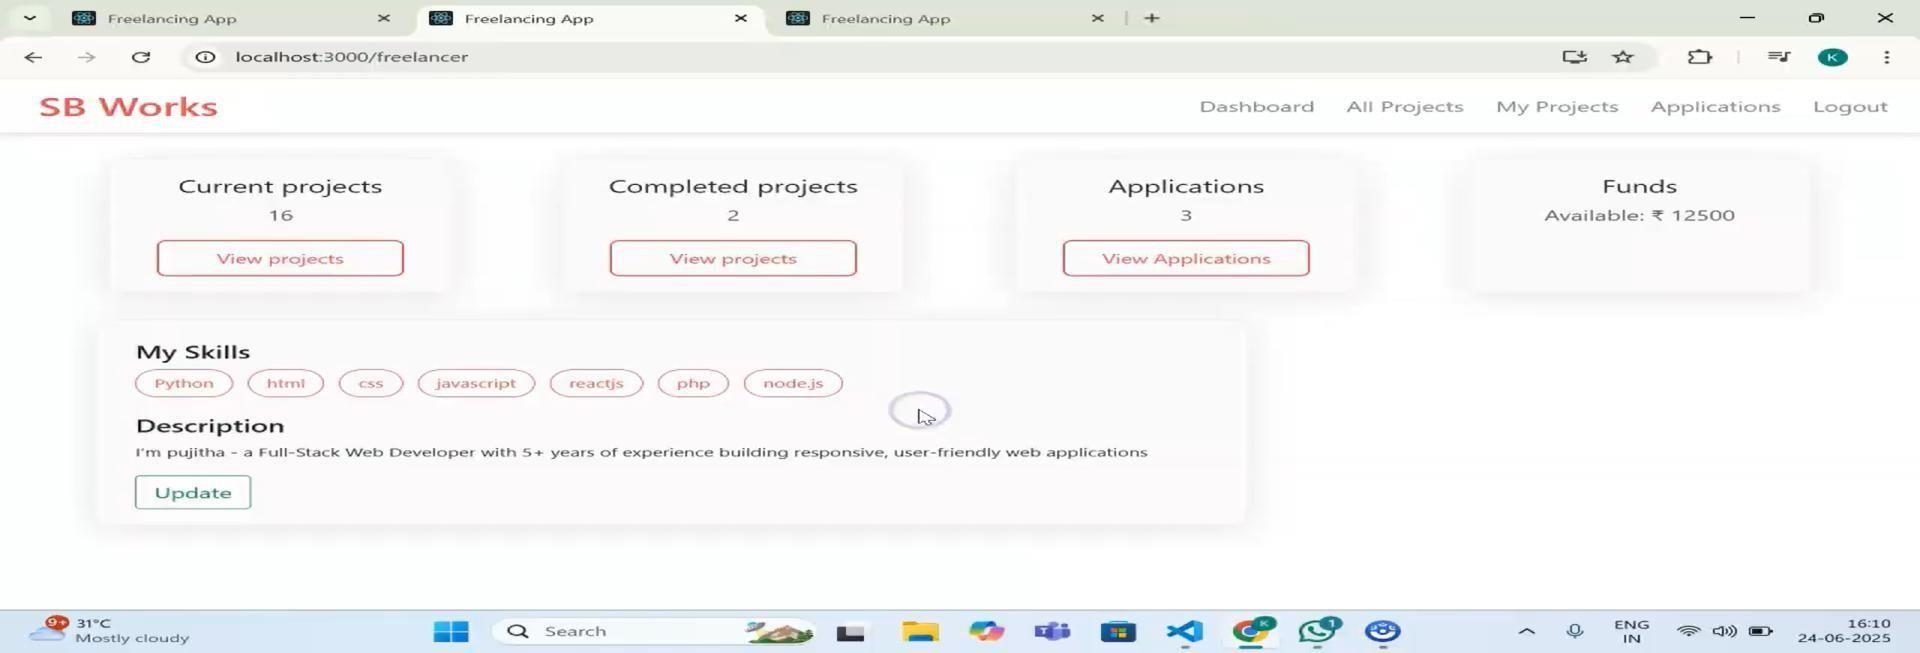 Freelancing App
Freelancing App
Freelancing App
localhost:3000/freelancer
K
SB Works
Dashboard
All Projects
My Projects
Applications
Logout
Current projects
16
View projects
Completed projects
2
View projects
Applications
3
View Applications
Funds
Available: ₹ 12500
My Skills
Python
html
css
javascript
reactjs
php
node.js
Description
I'm pujitha - a Full-Stack Web Developer with 5+ years of experience building responsive, user-friendly web applications
Update
9+
31°C
Mostly cloudy
Search
K
1
ENG
IN
16:10
24-06-2025